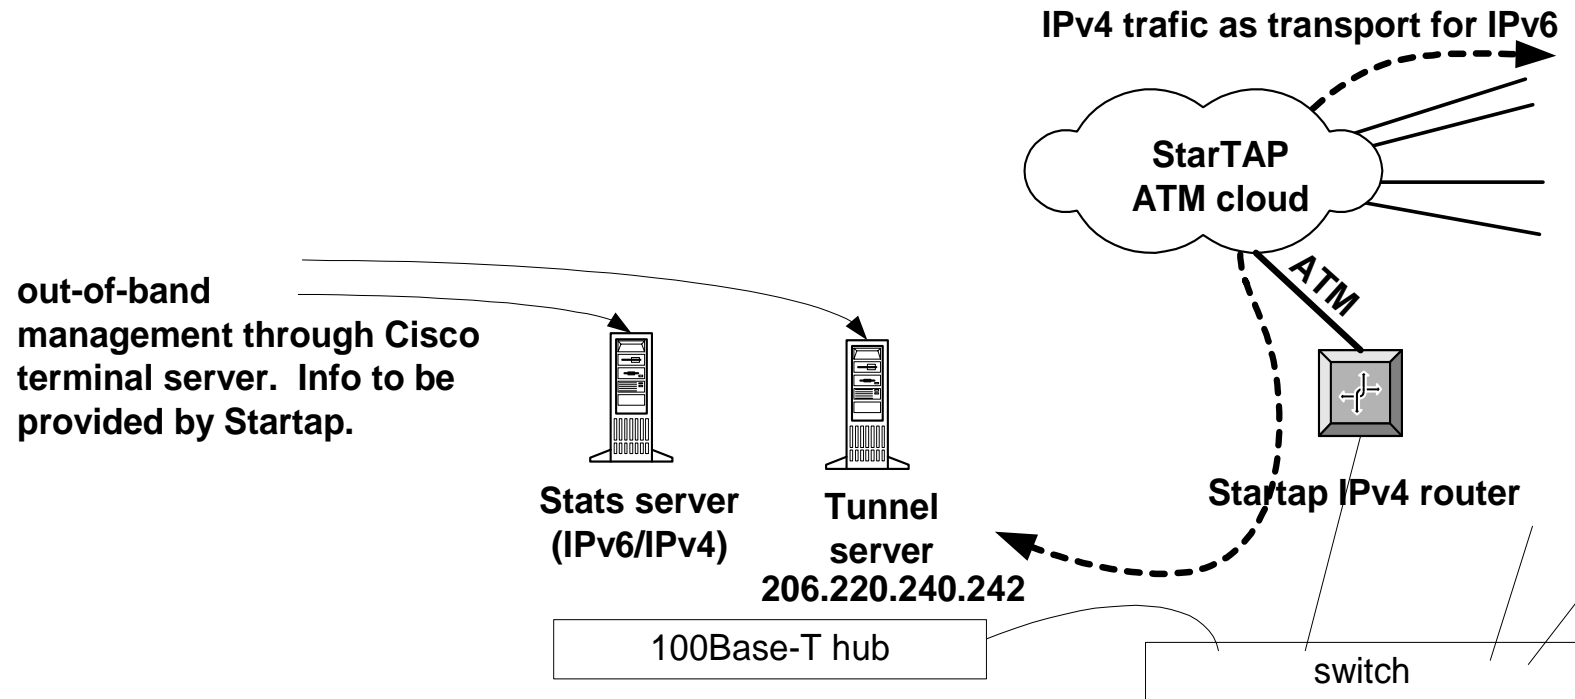 IPv4 trafic as transport for IPv6
StarTAP
ATM cloud
ATM
out-of-band
management through Cisco
terminal server.  Info to be
provided by Startap.
Stats server
(IPv6/IPv4)
Tunnel
server
206.220.240.242
Startap IPv4 router
100Base-T hub
switch